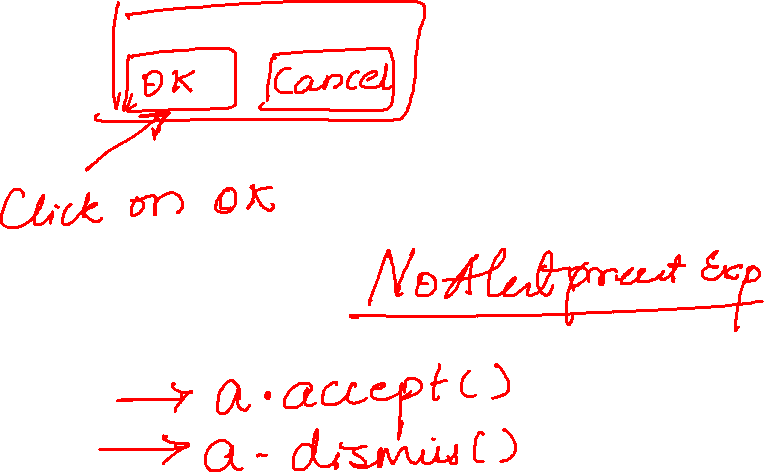 OK Cancel
Click on OK
NoAlertpresent Exp
→ a.accept()
→ a-dismiss()